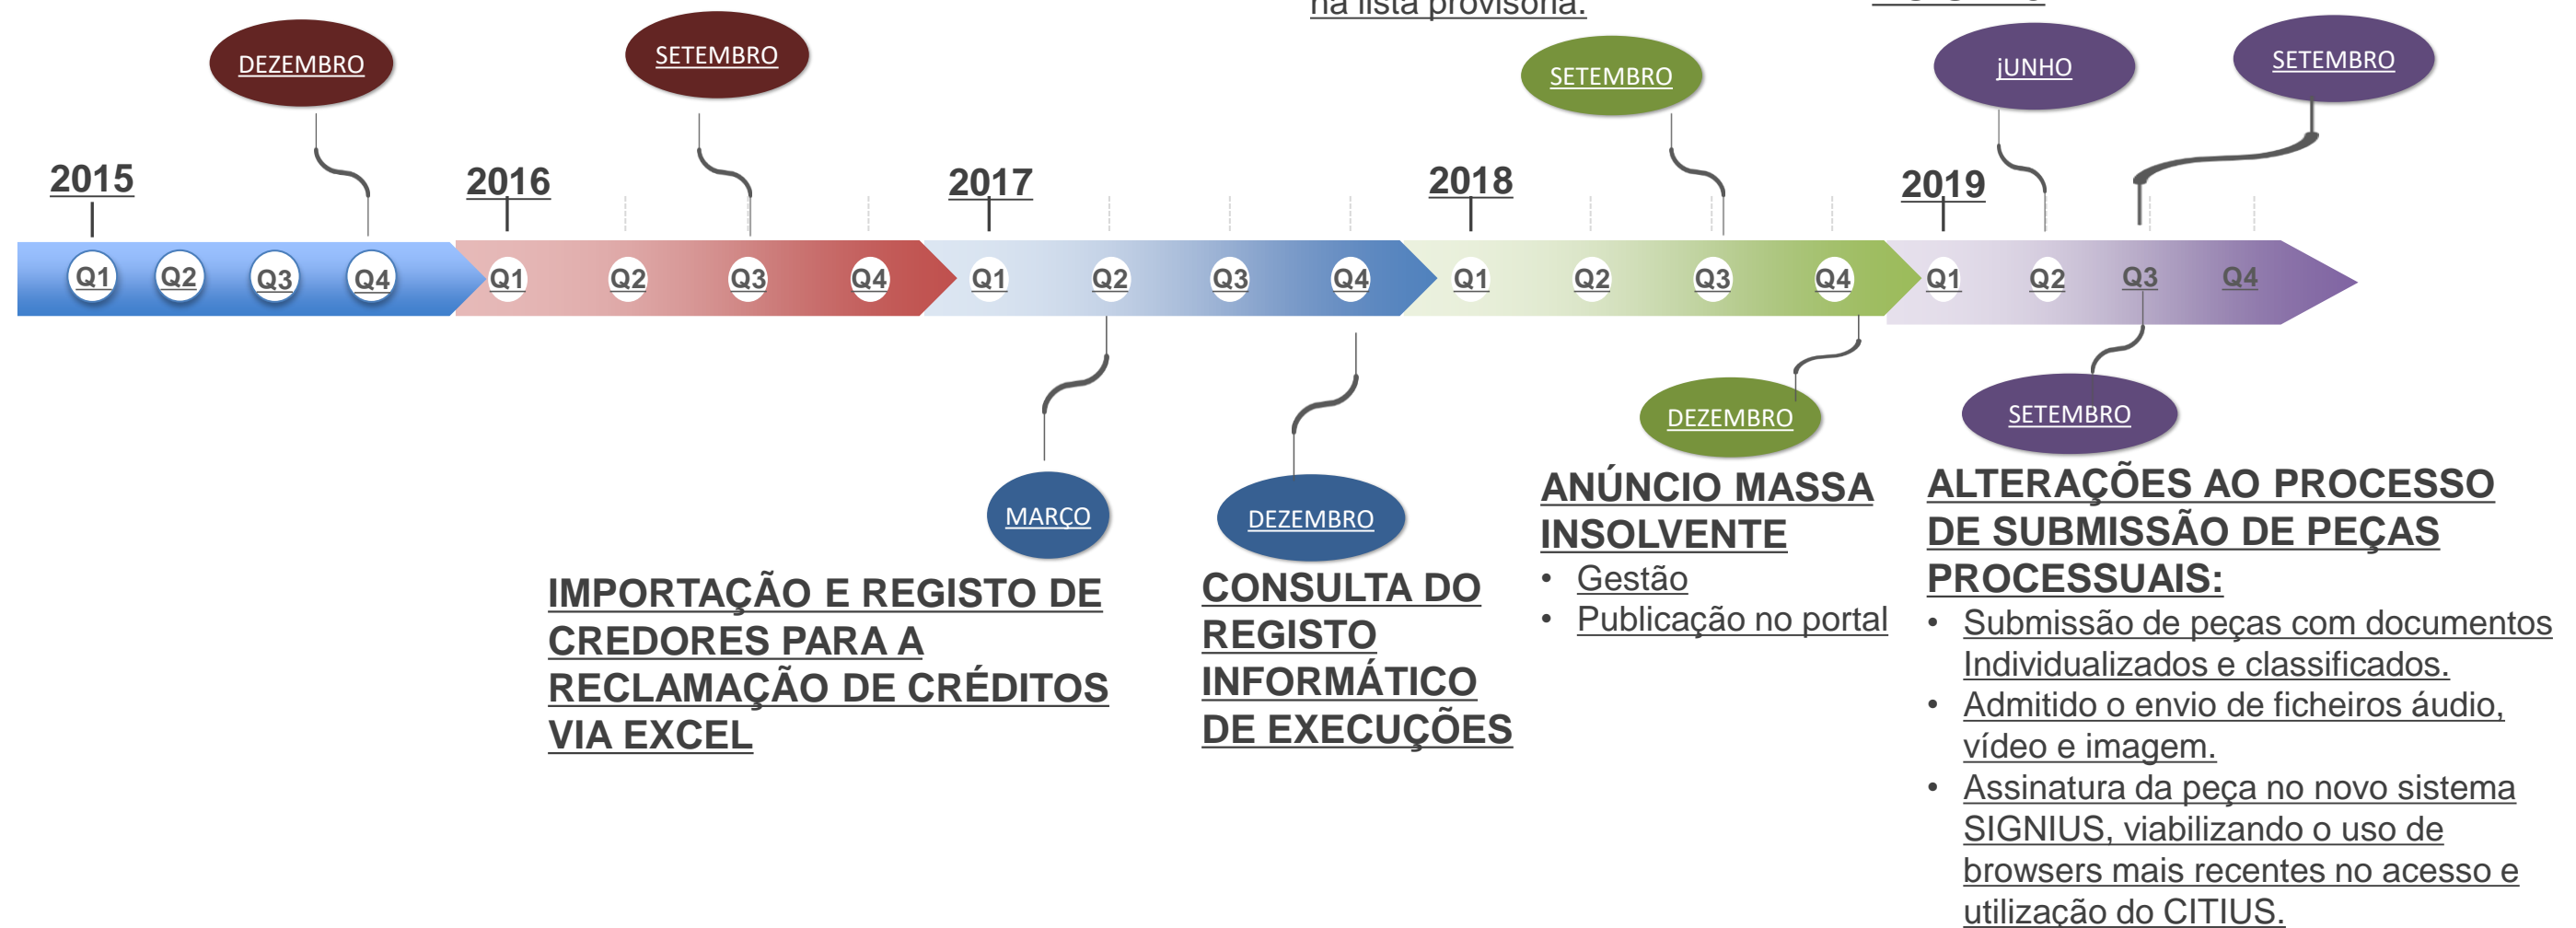 na lista provisória.
DEZEMBRO
SETEMBRO
SETEMBRO
jUNHO
SETEMBRO
2015
2016
2017
2018
2019
Q1 Q2 Q3 Q4 Q1 Q2 Q3 Q4 Q1 Q2 Q3 Q4 Q1 Q2 Q3 Q4 Q1 Q2 Q3 Q4
MARÇO
IMPORTAÇÃO E REGISTO DE
CREDORES PARA A
RECLAMAÇÃO DE CRÉDITOS
VIA EXCEL
DEZEMBRO
CONSULTA DO
REGISTO
INFORMÁTICO
DE EXECUÇÕES
DEZEMBRO
ANÚNCIO MASSA
INSOLVENTE
• Gestão
• Publicação no portal
SETEMBRO
ALTERAÇÕES AO PROCESSO
DE SUBMISSÃO DE PEÇAS
PROCESSUAIS:
• Submissão de peças com documentos
Individualizados e classificados.
• Admitido o envio de ficheiros áudio,
vídeo e imagem.
• Assinatura da peça no novo sistema
SIGNIUS, viabilizando o uso de
browsers mais recentes no acesso e
utilização do CITIUS.